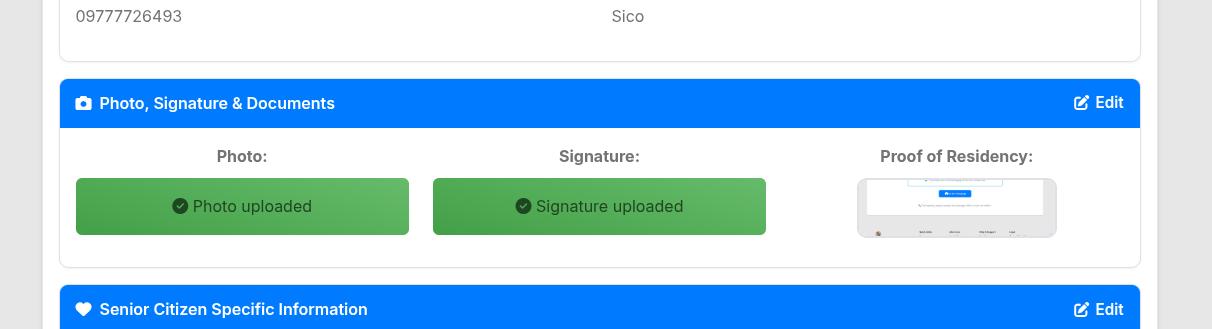 09777726493 Sico
Photo, Signature & Documents Edit
Photo: Signature: Proof of Residency:
Photo uploaded Signature uploaded
Senior Citizen Specific Information Edit